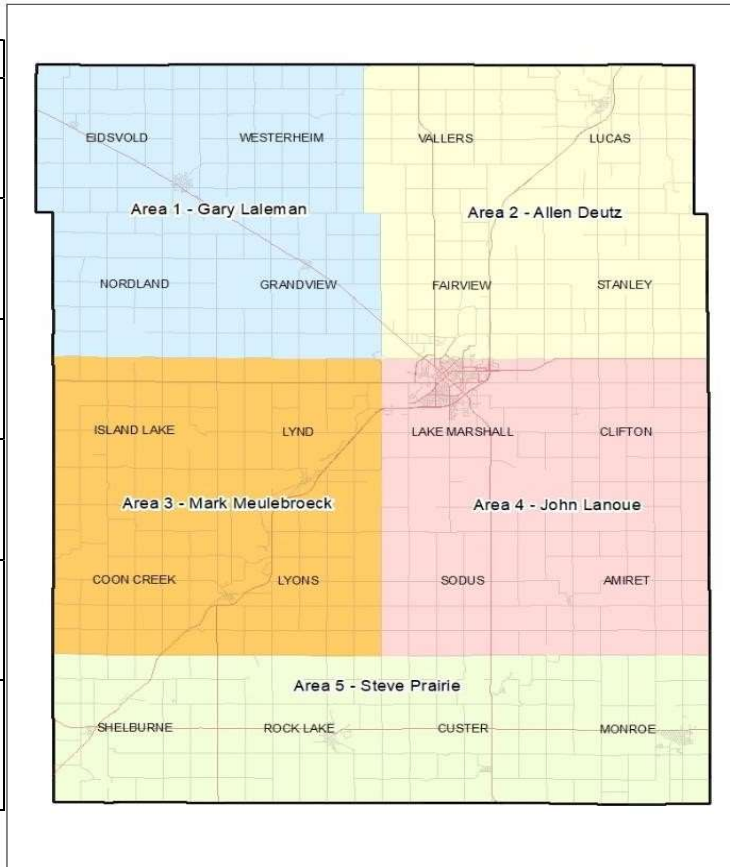 EIDSVOLD WESTERHEIM VALLERS LUCAS
Area 1 - Gary Laleman Area 2 - Allen Deutz
NORDLAND GRANDVIEW FAIRVIEW STANLEY
ISLAND LAKE LYND LAKE MARSHALL CLIFTON
Area 3 - Mark Meulebroeck Area 4 - John Lanoue
COON CREEK LYONS SODUS AMIRET
Area 5 - Steve Prairie
SHELBURNE ROCK LAKE CUSTER MONROE